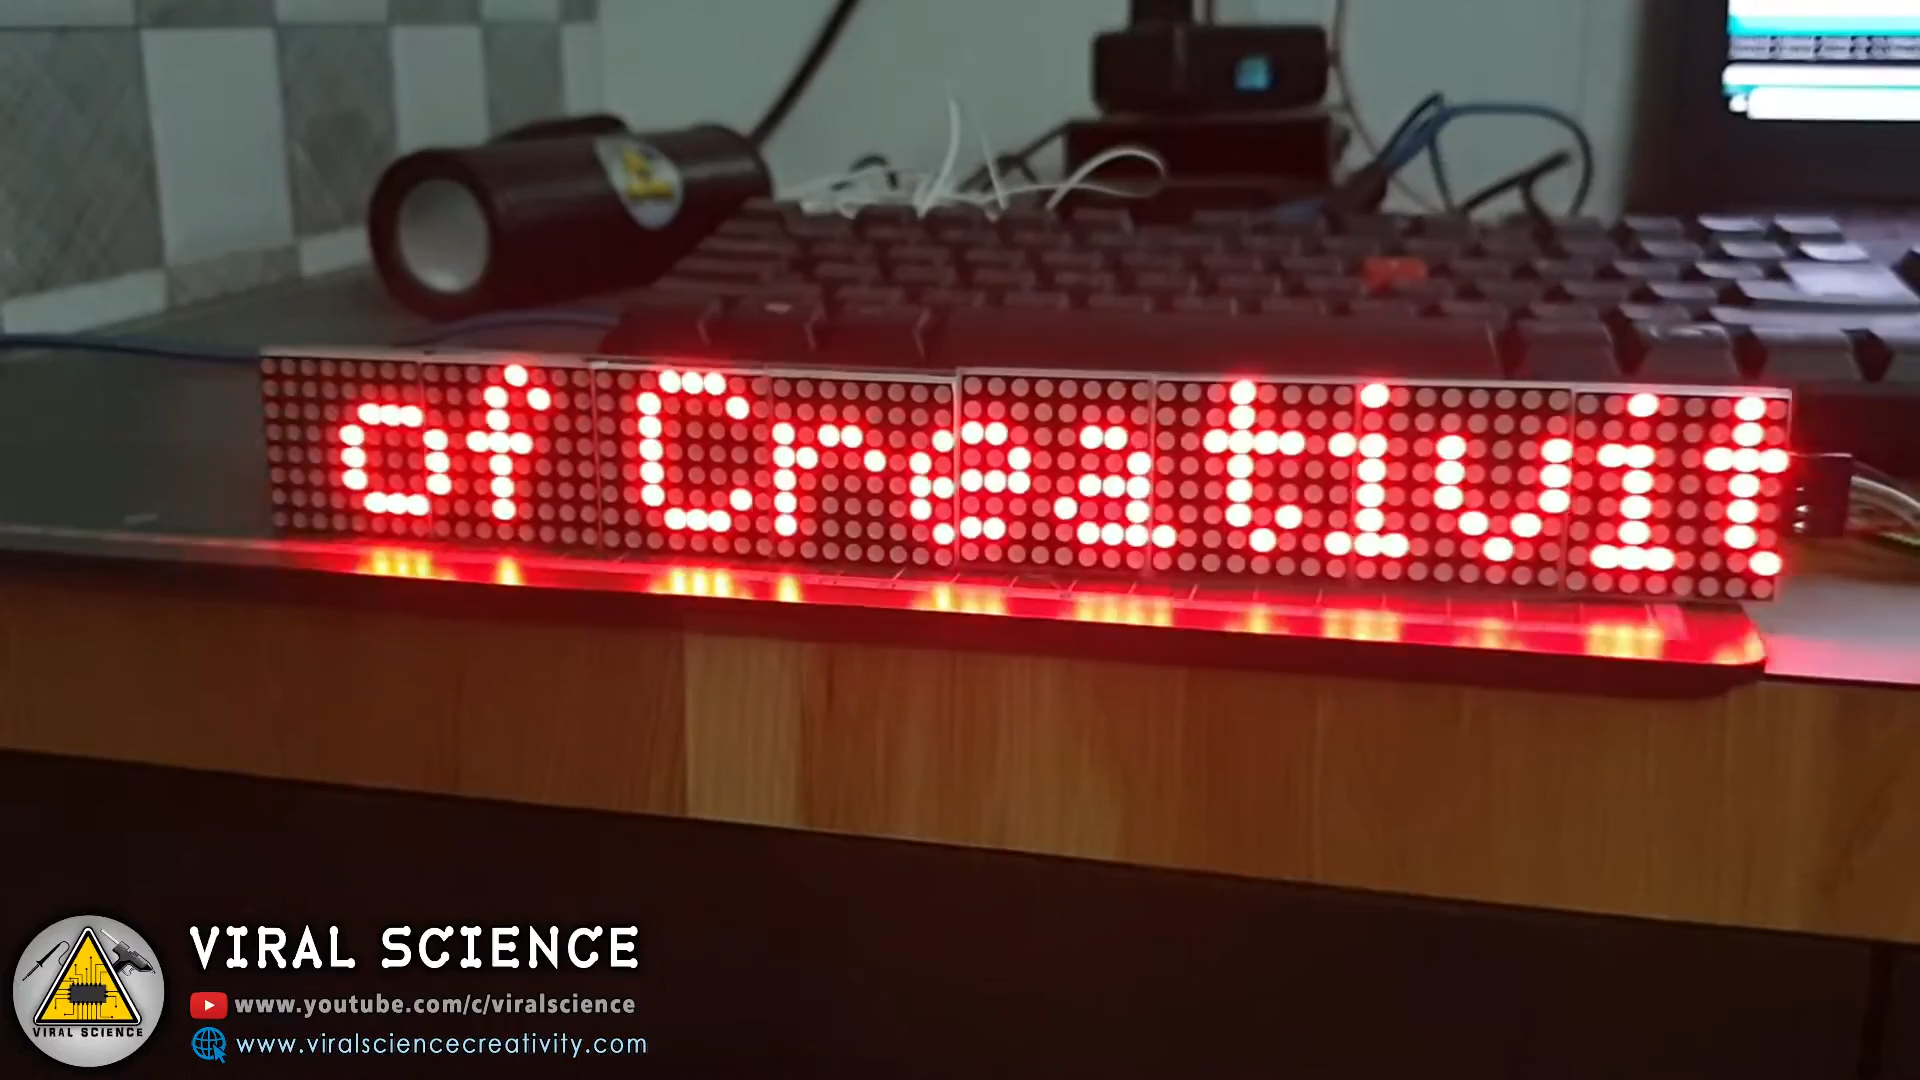 of Creativit
VIRAL SCIENCE
www.youtube.com/c/viralscience
www.viralsciencecreativity.com
VIRAL SCIENCE